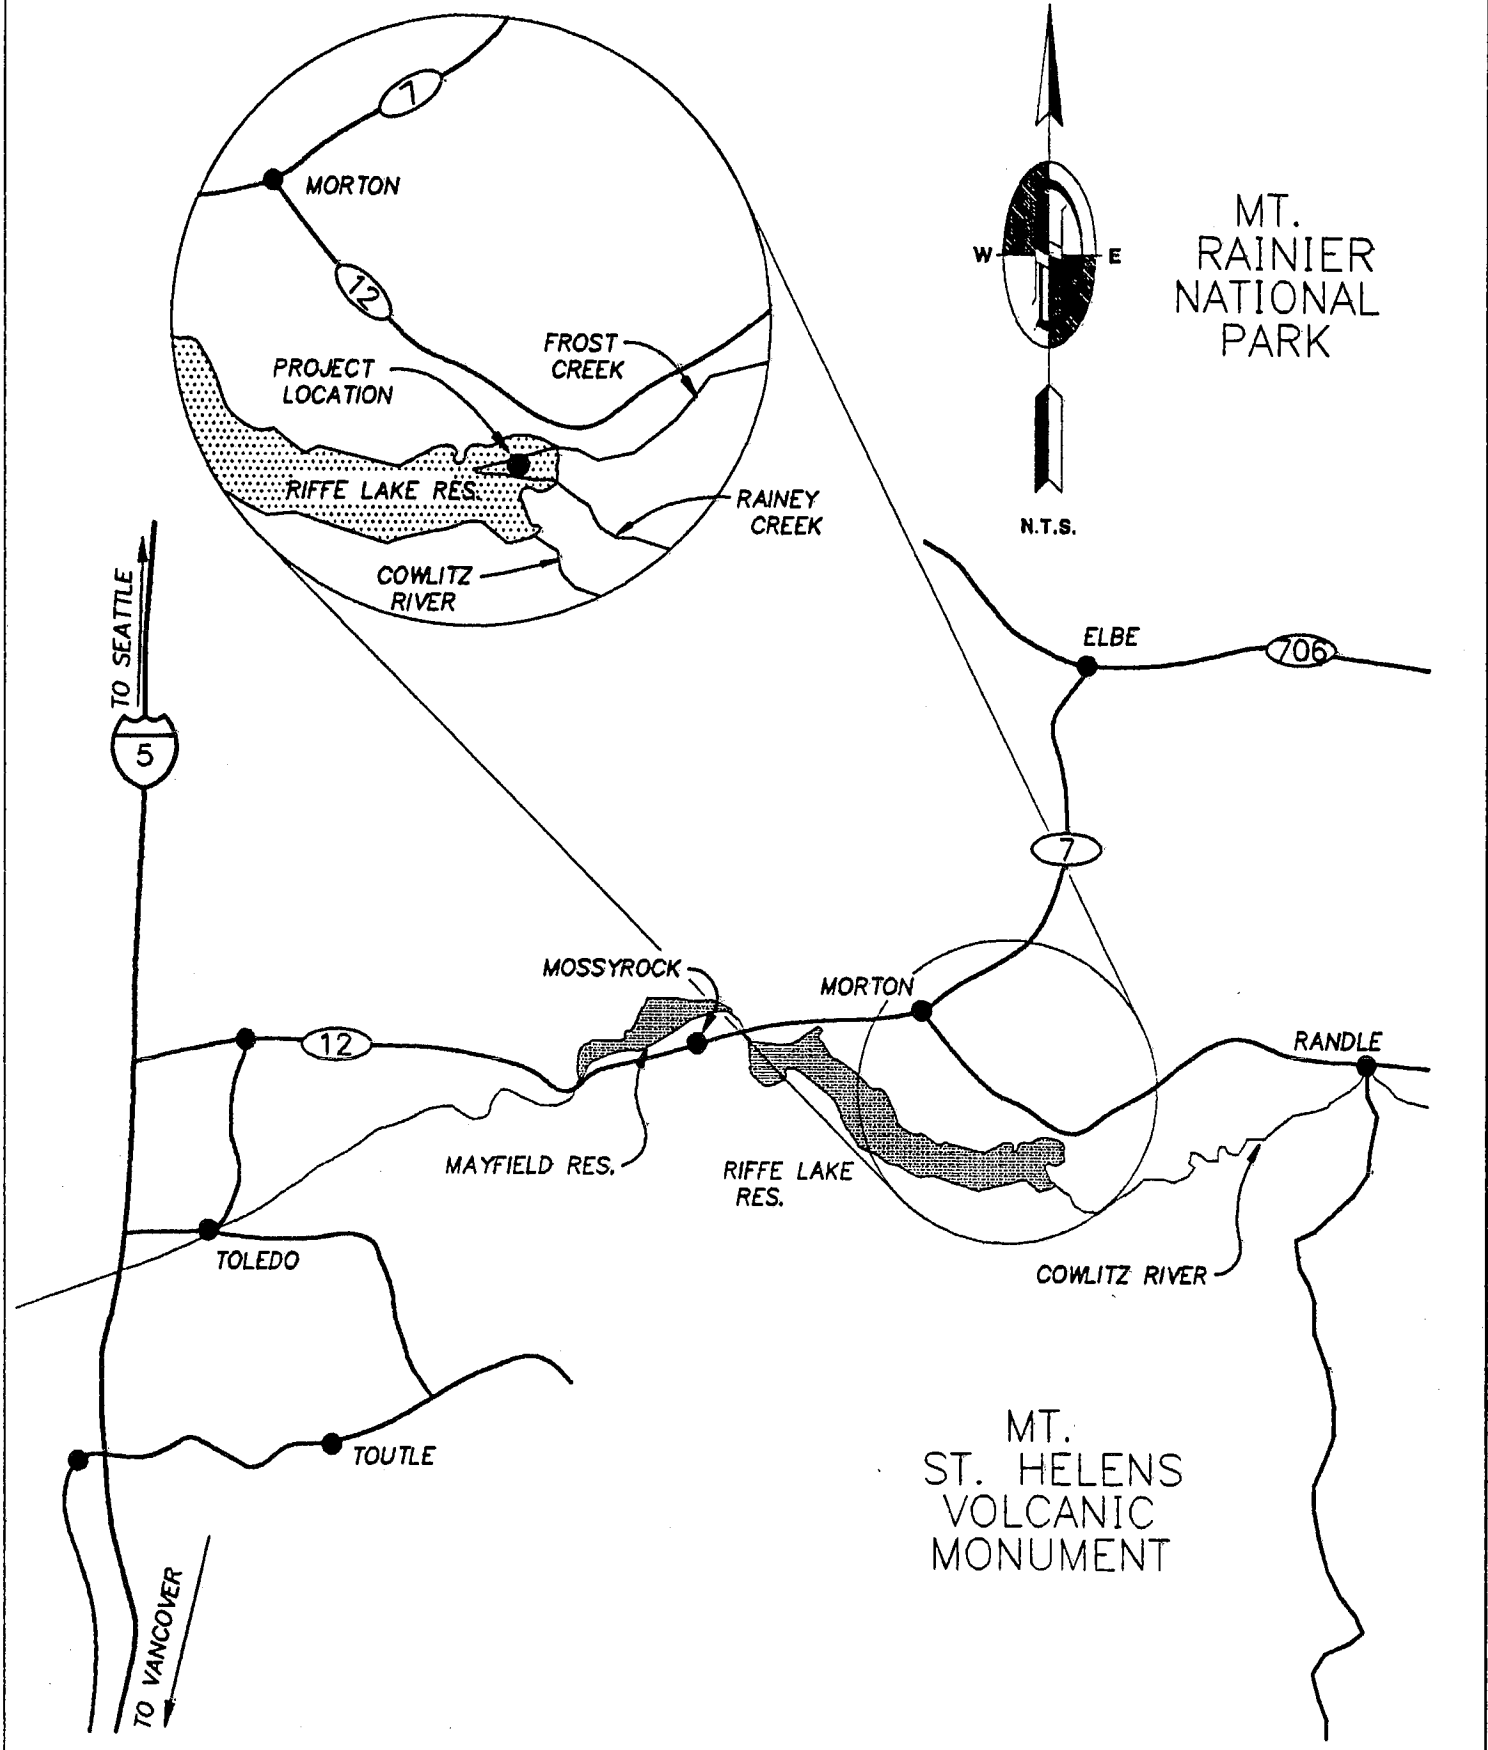 7
MORTON
12
FROST
CREEK
PROJECT
LOCATION
RIFFE LAKE RES.
RAINEY
CREEK
COWLITZ
RIVER
W
E
N.T.S.
MT.
RAINIER
NATIONAL
PARK
TO SEATTLE
5
ELBE
706
7
MOSSYROCK
MORTON
12
RANDLE
MAYFIELD RES.
RIFFE LAKE
RES.
TOLEDO
COWLITZ RIVER
TOUTLE
MT.
ST. HELENS
VOLCANIC
MONUMENT
TO VANCOVER